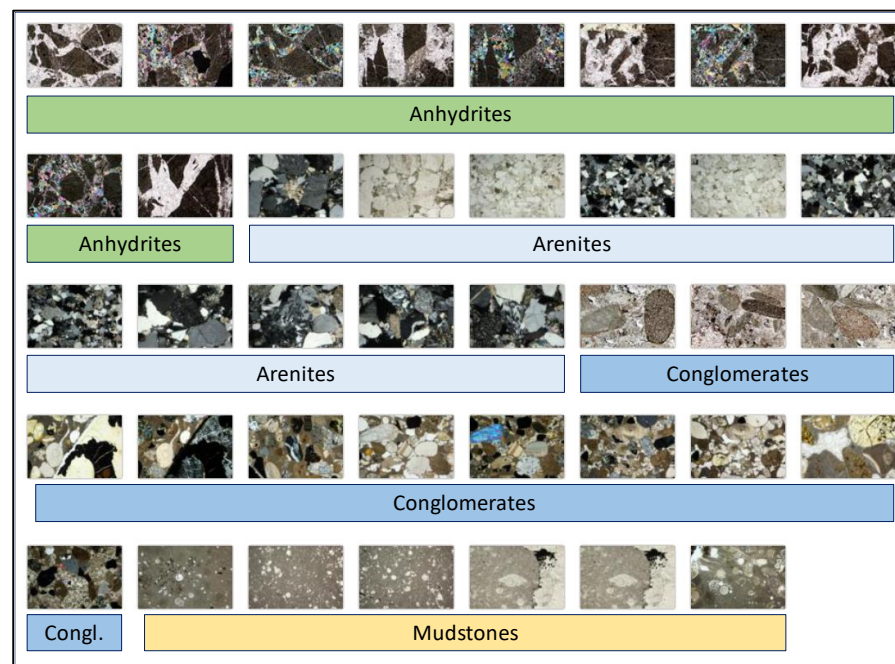 Anhydrites
Anhydrites
Arenites
Arenites
Conglomerates
Conglomerates
Congl.
Mudstones